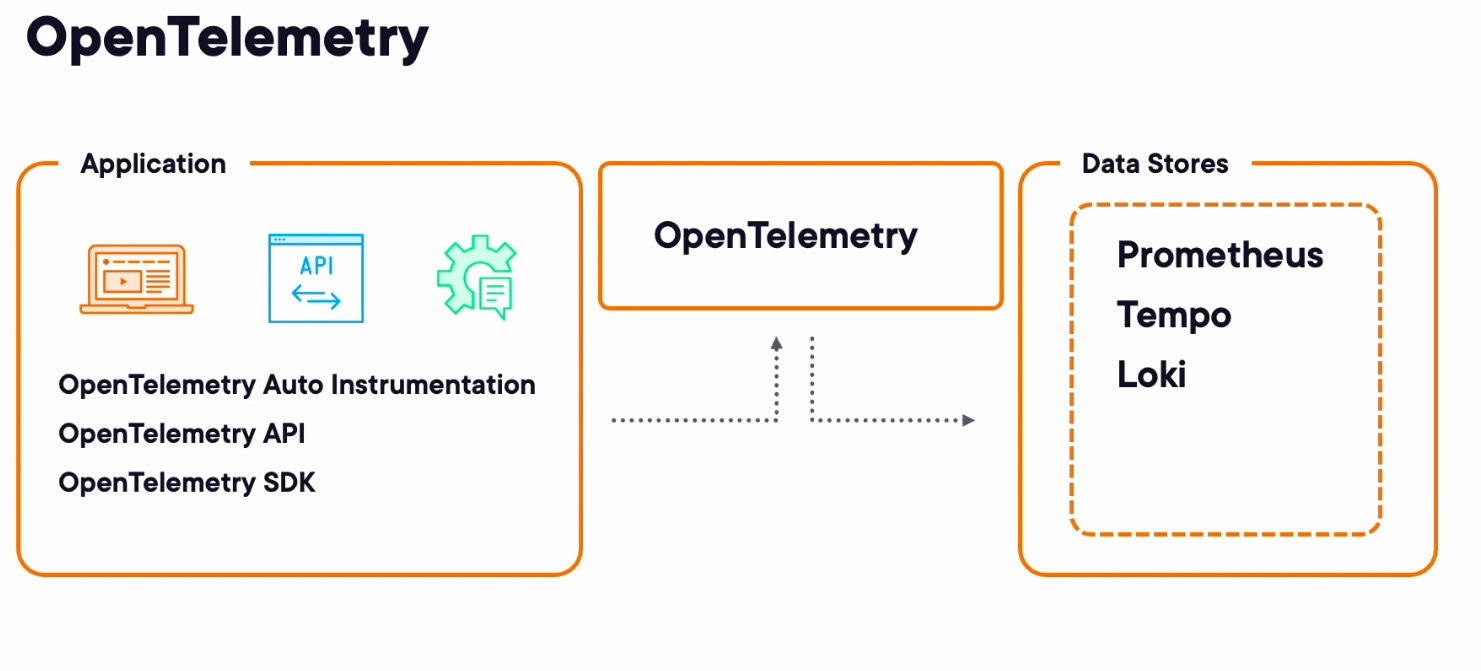 OpenTelemetry
Application
API
OpenTelemetry Auto Instrumentation
OpenTelemetry API
OpenTelemetry SDK
OpenTelemetry
Data Stores
Prometheus
Tempo
Loki